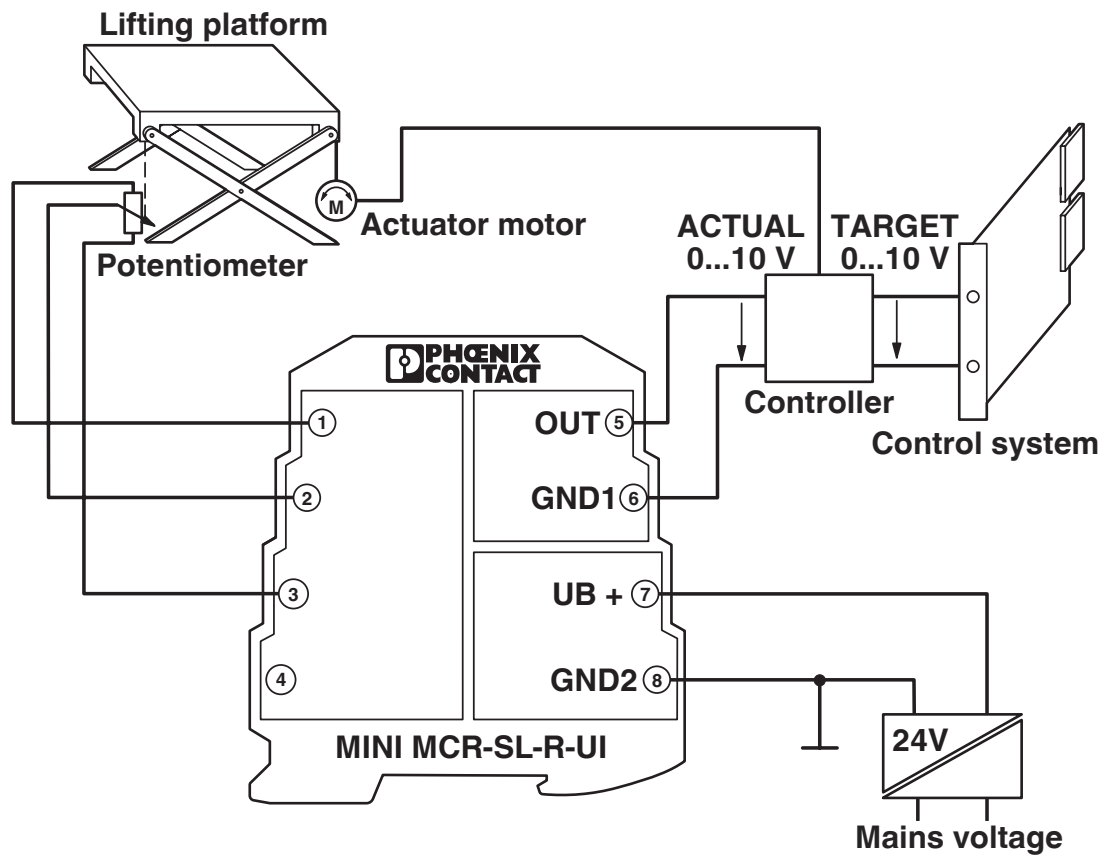 Lifting platform
M
Actuator motor
Potentiometer
ACTUAL
0...10 V
TARGET
0...10 V
Controller
Control system
PHŒNIX
CONTACT
1
OUT 5
2
GND1 6
3
UB + 7
4
GND2 8
MINI MCR-SL-R-UI
24V
Mains voltage